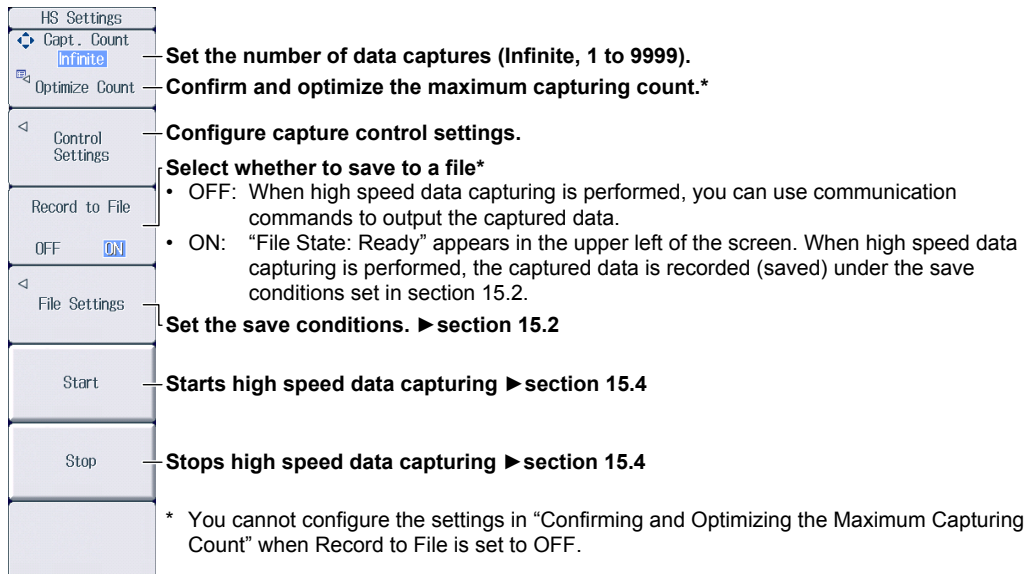 HS Settings
Capt. Count
Infinite
Optimize Count
Control
Settings
Record to File
OFF ON
File Settings
Start
Stop
Set the number of data captures (Infinite, 1 to 9999).
Confirm and optimize the maximum capturing count.*
Configure capture control settings.
Select whether to save to a file*
• OFF: When high speed data capturing is performed, you can use communication
commands to output the captured data.
• ON: “File State: Ready” appears in the upper left of the screen. When high speed data
capturing is performed, the captured data is recorded (saved) under the save
conditions set in section 15.2.
Set the save conditions. ►section 15.2
Starts high speed data capturing ►section 15.4
Stops high speed data capturing ►section 15.4
* You cannot configure the settings in “Confirming and Optimizing the Maximum Capturing
Count” when Record to File is set to OFF.